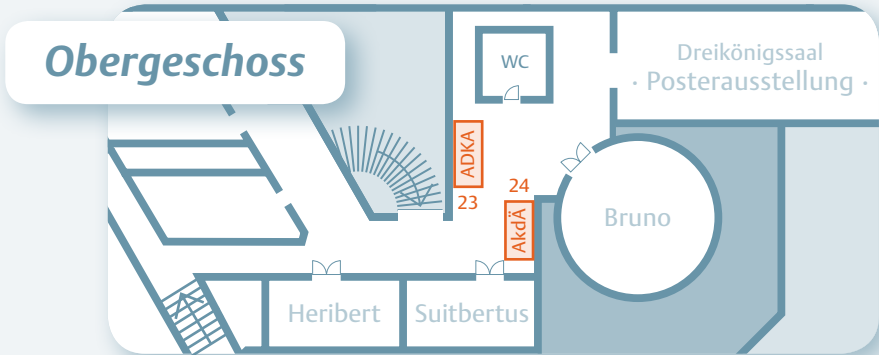 Obergeschoss
WC
Dreikönigssaal
· Posterausstellung ·
ADKA
23
24
AkdÄ
Bruno
Heribert
Suitbertus